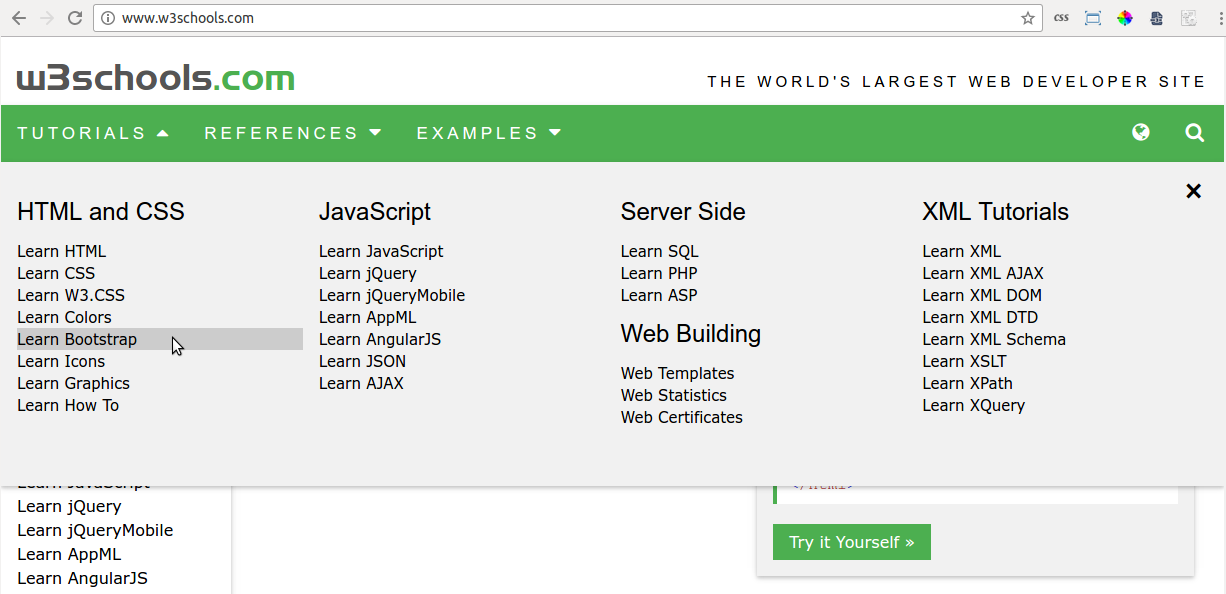 www.w3schools.com
css
w3schools.com
THE WORLD'S LARGEST WEB DEVELOPER SITE
TUTORIALS REFERENCES EXAMPLES
HTML and CSS
Learn HTML
Learn CSS
Learn W3.CSS
Learn Colors
Learn Bootstrap
Learn Icons
Learn Graphics
Learn How To
JavaScript
Learn JavaScript
Learn jQuery
Learn jQueryMobile
Learn AppML
Learn AngularJS
Learn JSON
Learn AJAX
Server Side
Learn SQL
Learn PHP
Learn ASP
Web Building
Web Templates
Web Statistics
Web Certificates
XML Tutorials
Learn XML
Learn XML AJAX
Learn XML DOM
Learn XML DTD
Learn XML Schema
Learn XSLT
Learn XPath
Learn XQuery
Learn JavaScript
Learn jQuery
Learn jQueryMobile
Learn AppML
Learn AngularJS
</html>
Try it Yourself »